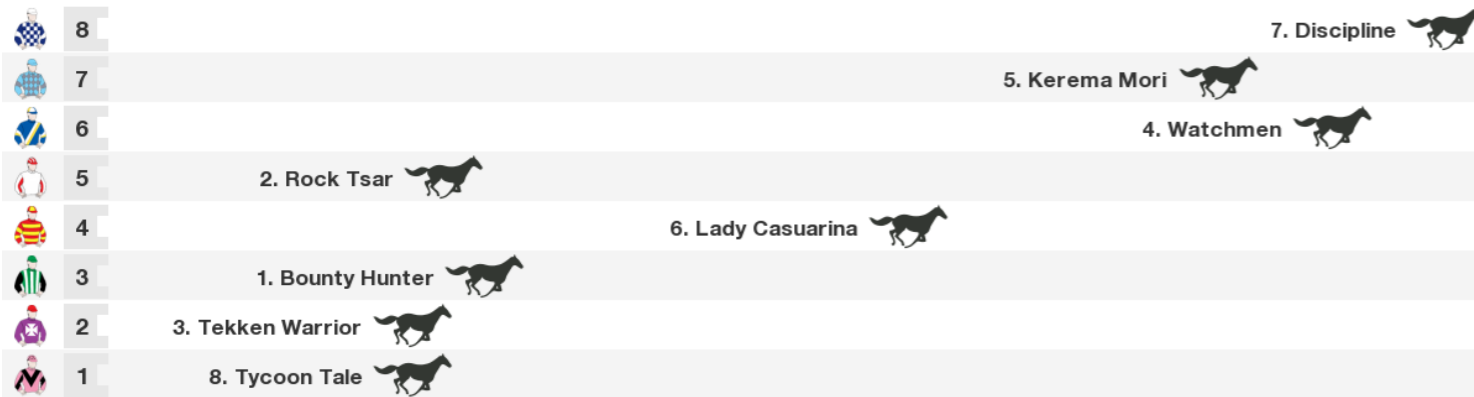 8 7. Discipline
7 5. Kerema Mori
6 4. Watchmen
5 2. Rock Tsar
4 6. Lady Casuarina
3 1. Bounty Hunter
2 3. Tekken Warrior
1 8. Tycoon Tale